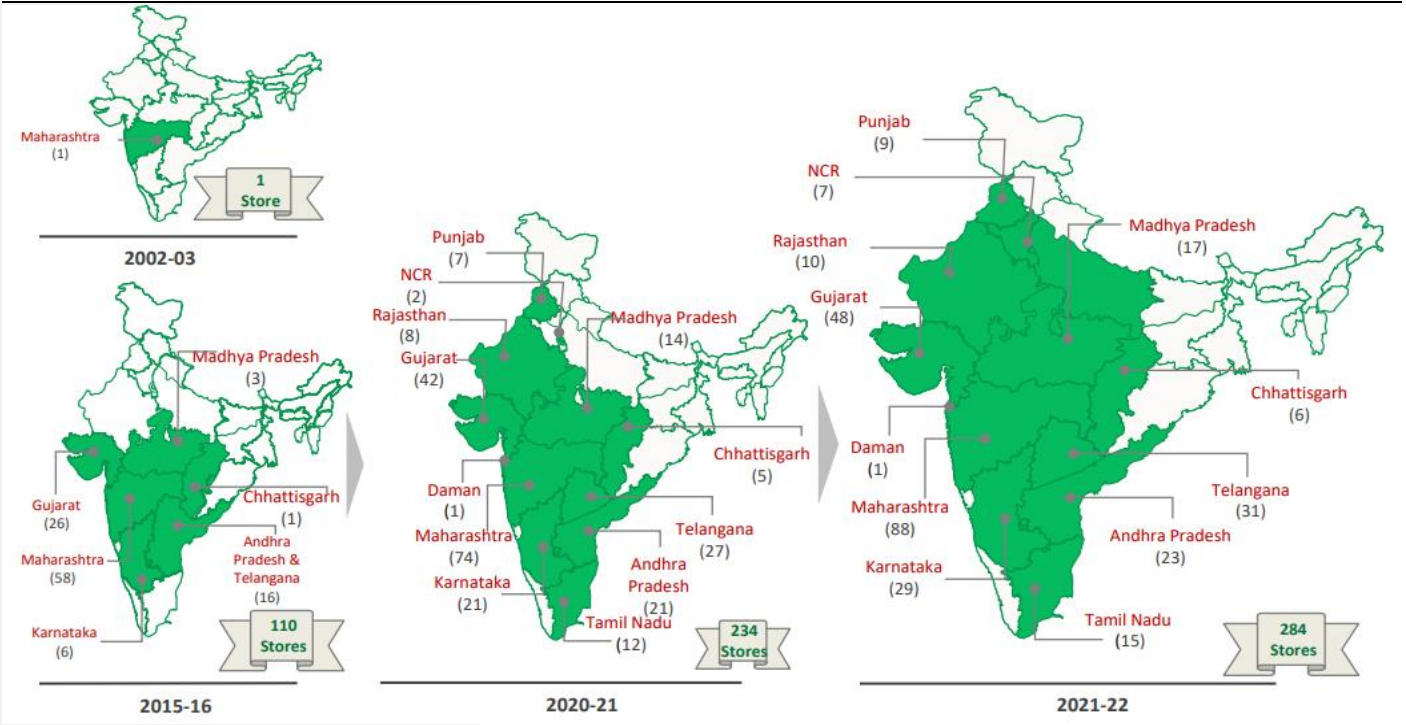 Maharashtra
(1)
1
Store
2002-03
Madhya Pradesh
(3)
Gujarat
(26)
Chhattisgarh
(1)
Maharashtra
(58)
Andhra
Pradesh &
Telangana
(16)
Karnataka
(6)
110
Stores
2015-16
Punjab
(7)
NCR
(2)
Rajasthan
(8)
Madhya Pradesh
(14)
Gujarat
(42)
Chhattisgarh
(5)
Daman
(1)
Maharashtra
(74)
Telangana
(27)
Karnataka
(21)
Andhra
Pradesh
(21)
Tamil Nadu
(12)
234
Stores
2020-21
Punjab
(9)
NCR
(7)
Rajasthan
(10)
Madhya Pradesh
(17)
Gujarat
(48)
Chhattisgarh
(6)
Daman
(1)
Telangana
(31)
Maharashtra
(88)
Andhra Pradesh
(23)
Karnataka
(29)
Tamil Nadu
(15)
284
Stores
2021-22